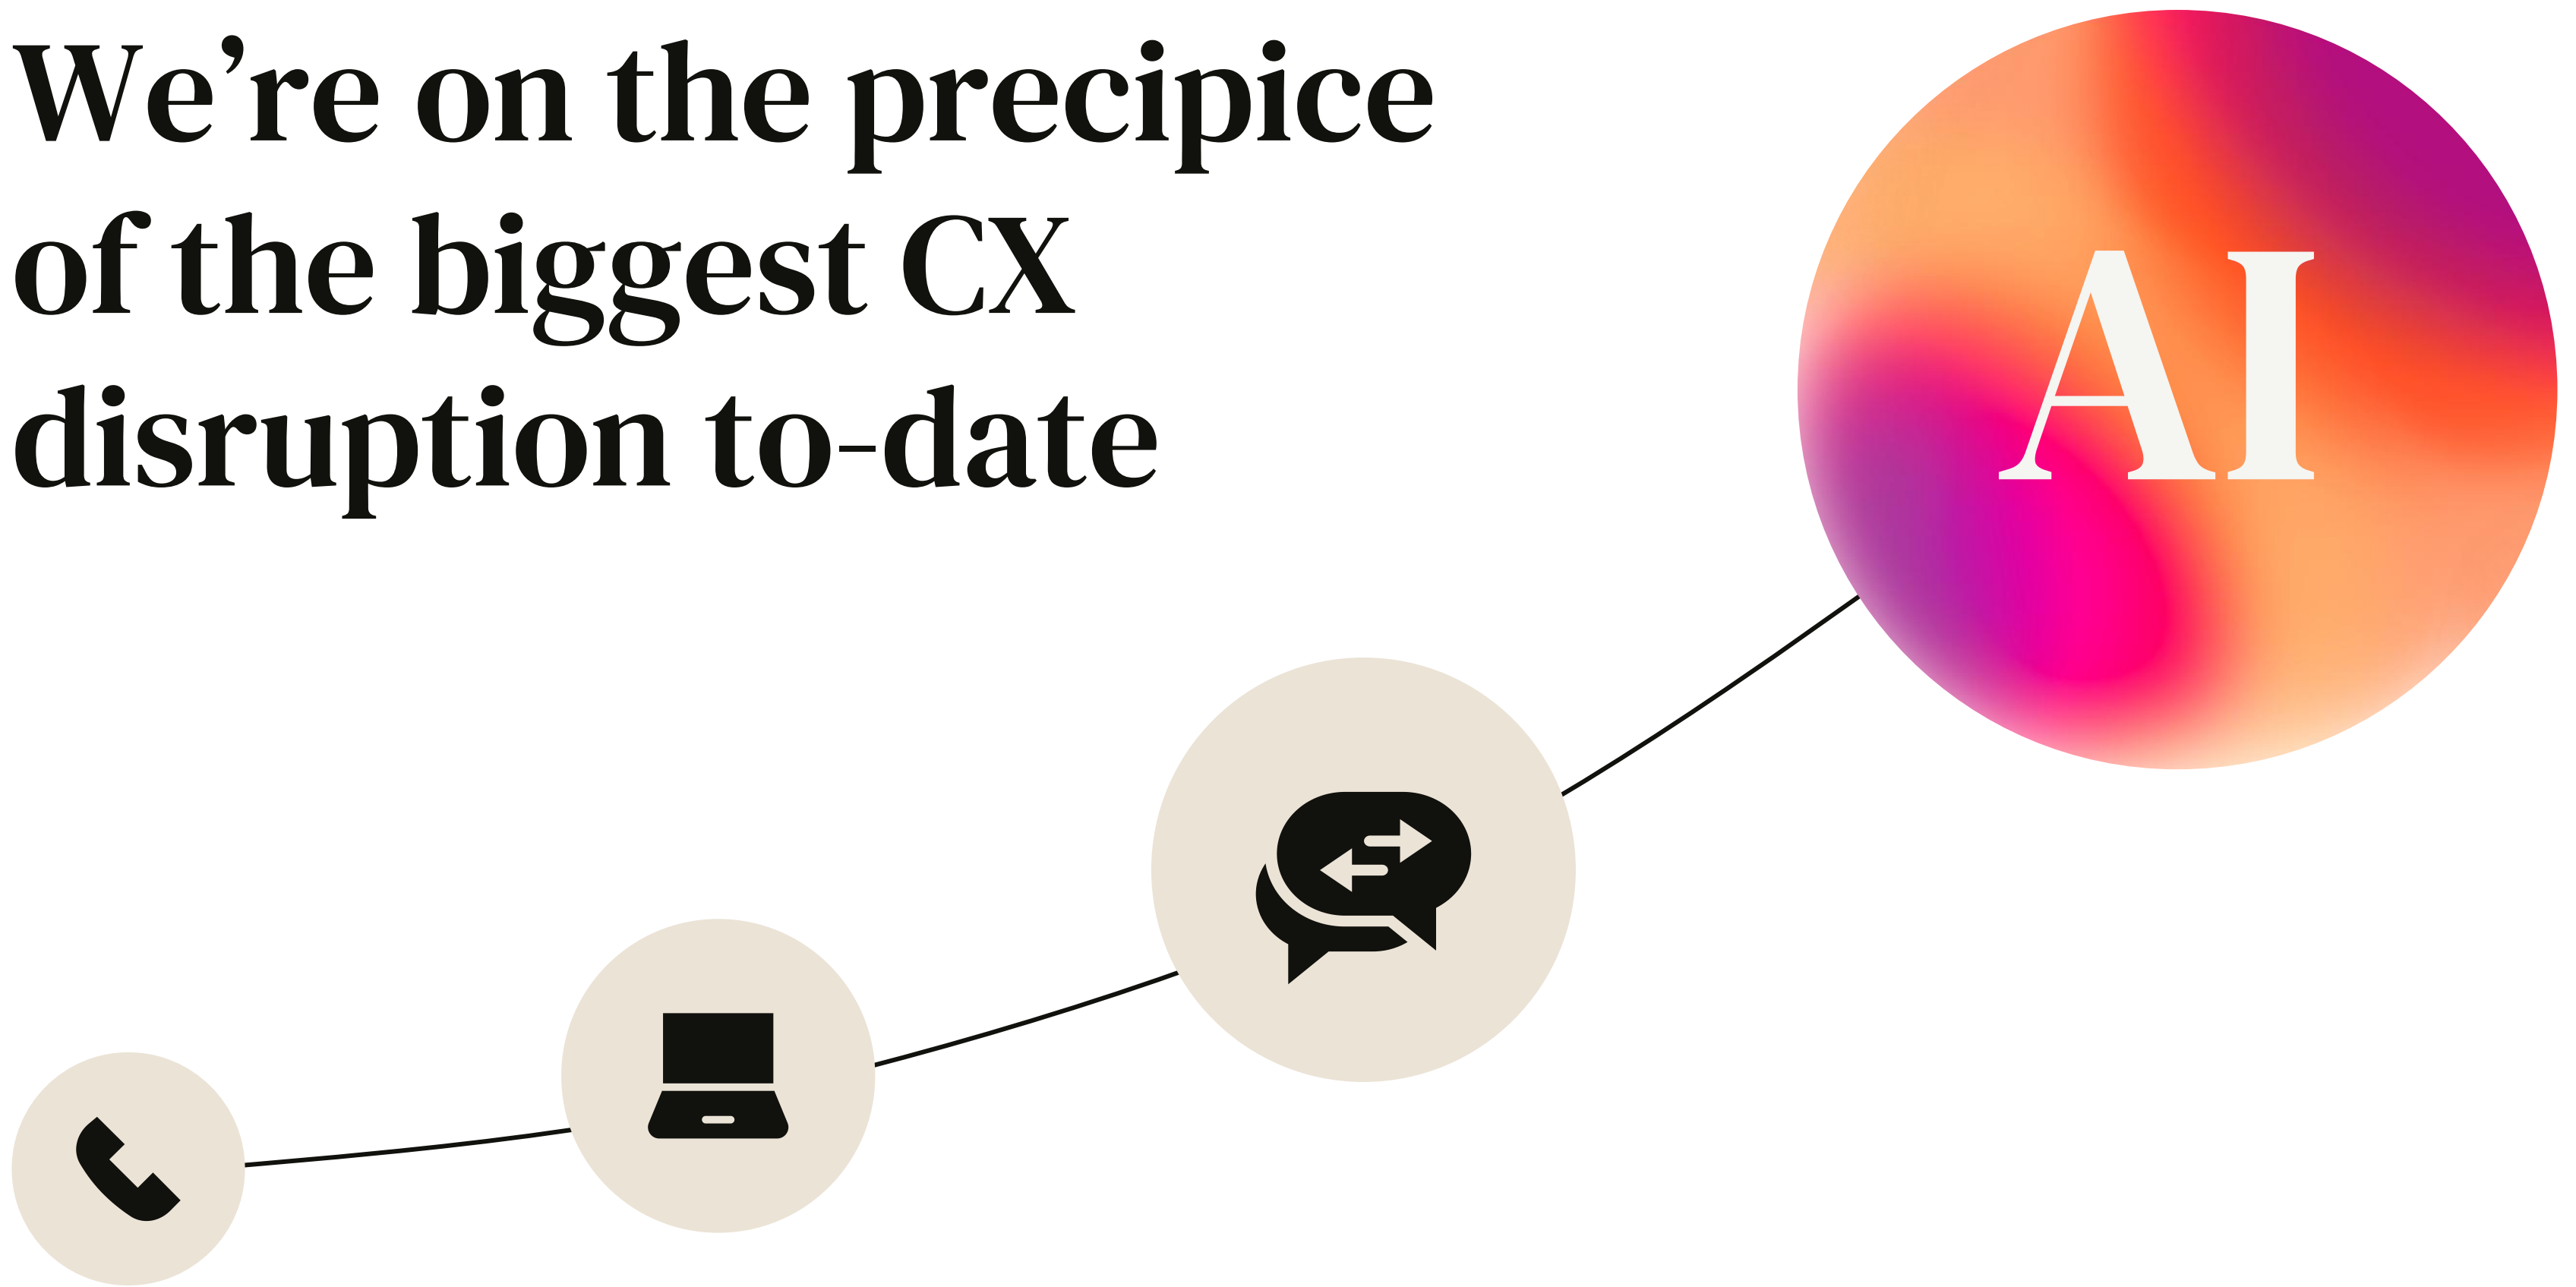 We’re on the precipice
of the biggest CX
disruption to-date
AI